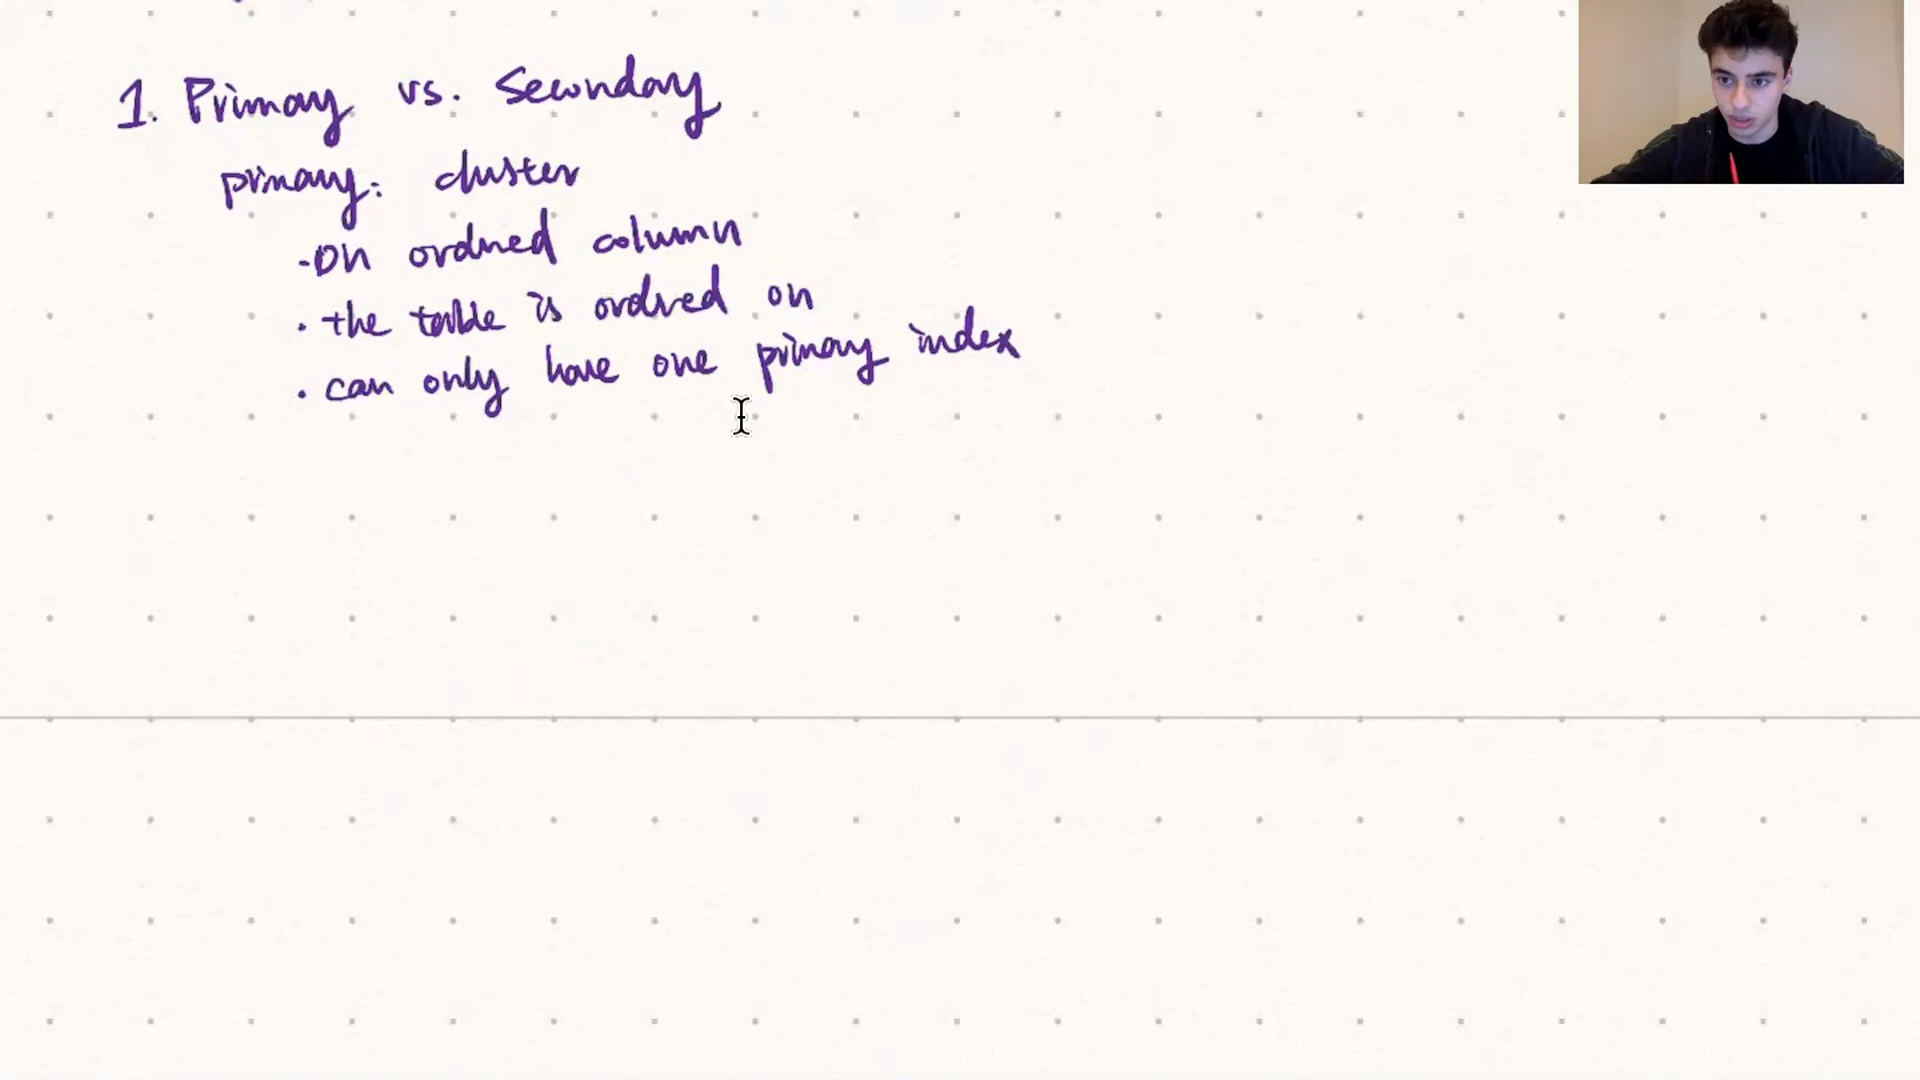 1. Primary vs. Secondary
primary: cluster
- On ordered column
• the table is ordered on
• can only have one primary index